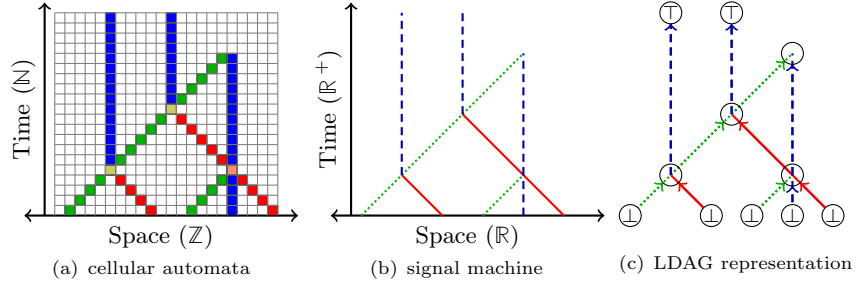 Time (ℕ)
Space (ℤ)
(a) cellular automata
Time (ℝ⁺)
Space (ℝ)
(b) signal machine
⊤ ⊤
⊥ ⊥ ⊥ ⊥ ⊥
(c) LDAG representation